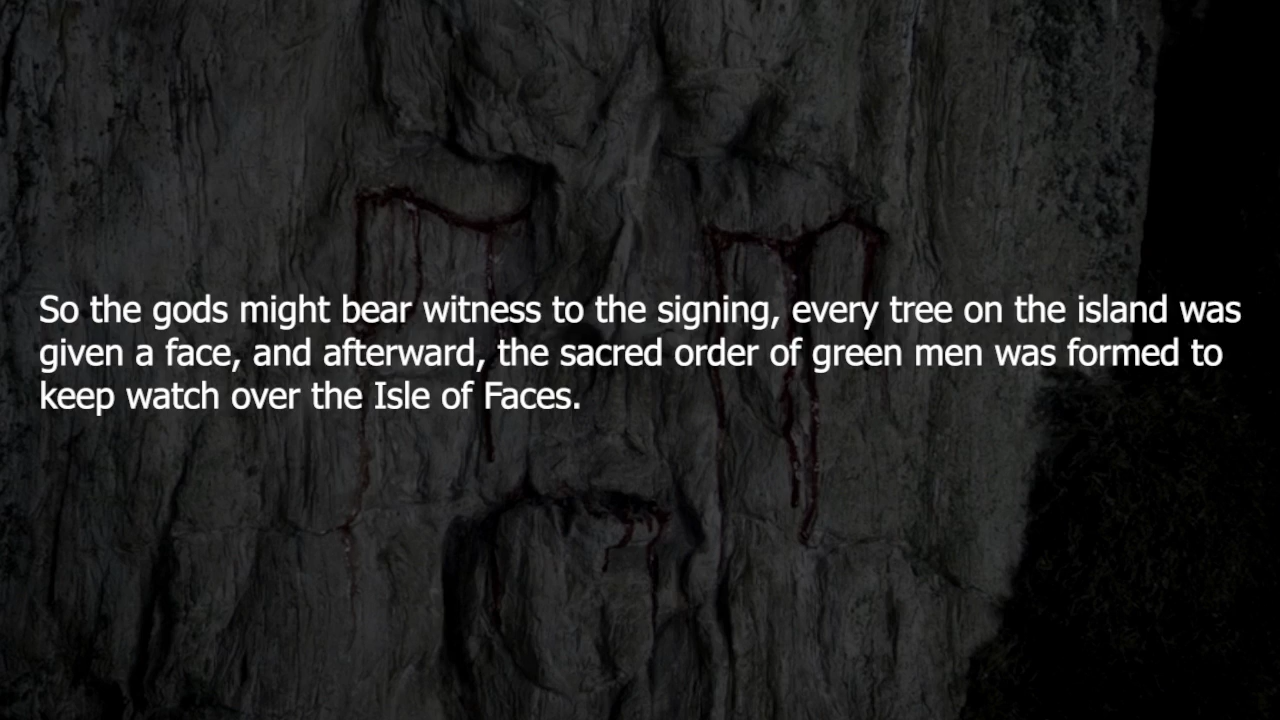 So the gods might bear witness to the signing, every tree on the island was
given a face, and afterward, the sacred order of green men was formed to
keep watch over the Isle of Faces.